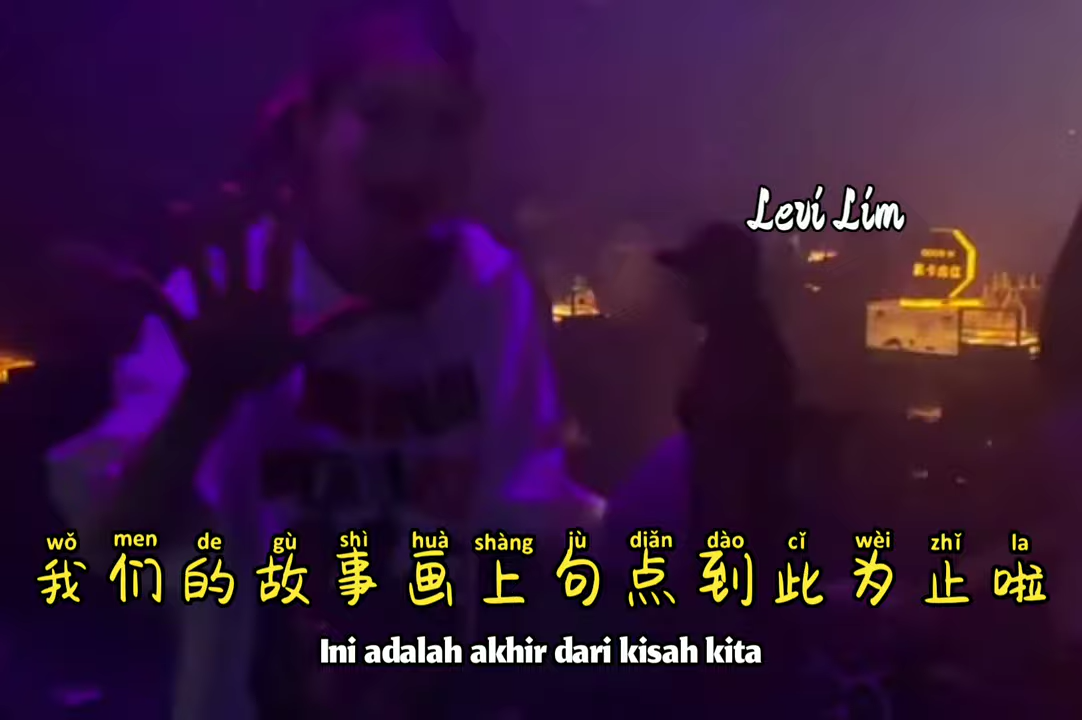 Levi Lim
wǒ men de gù shì huà shàng jù diǎn dào cǐ wèi zhǐ la
我们的故事画上句点到此为止啦
Ini adalah akhir dari kisah kita